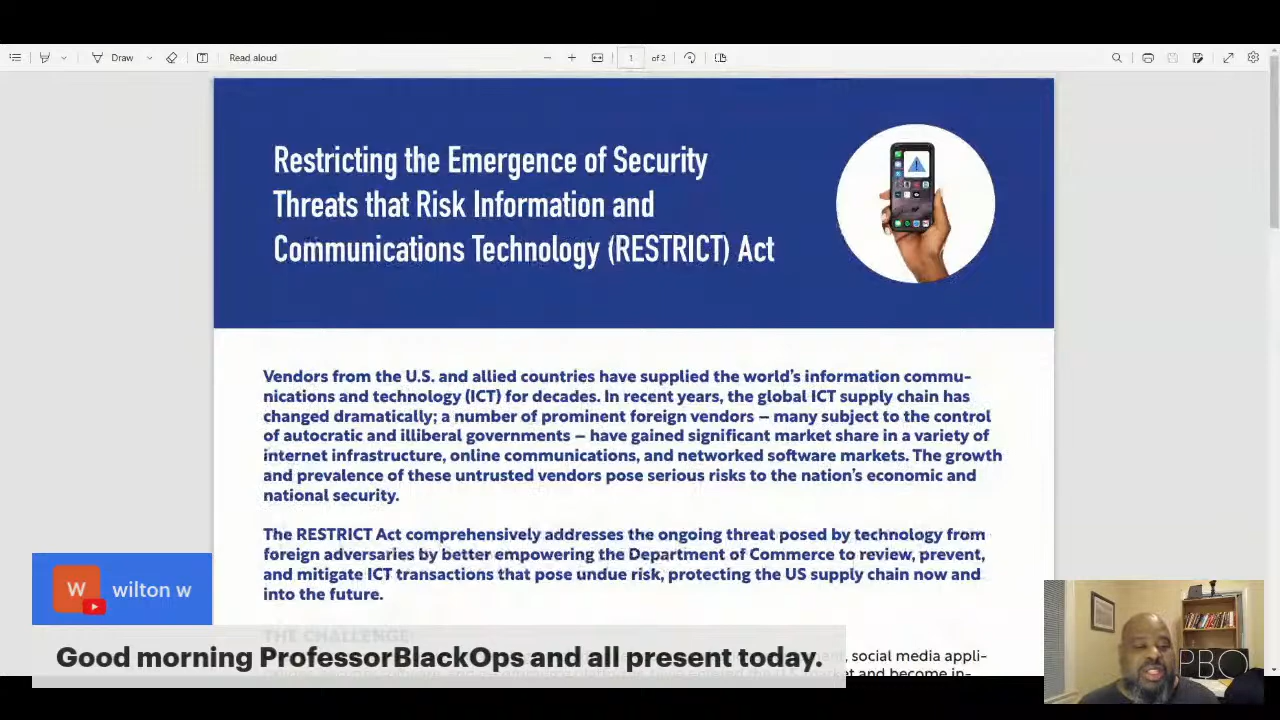 Draw
Read aloud
1 of 2
Restricting the Emergence of Security
Threats that Risk Information and
Communications Technology (RESTRICT) Act
Vendors from the U.S. and allied countries have supplied the world's information commu-
nications and technology (ICT) for decades. In recent years, the global ICT supply chain has
changed dramatically; a number of prominent foreign vendors – many subject to the control
of autocratic and illiberal governments – have gained significant market share in a variety of
internet infrastructure, online communications, and networked software markets. The growth
and prevalence of these untrusted vendors pose serious risks to the nation's economic and
national security.
The RESTRICT Act comprehensively addresses the ongoing threat posed by technology from
foreign adversaries by better empowering the Department of Commerce to review, prevent,
and mitigate ICT transactions that pose undue risk, protecting the US supply chain now and
into the future.
THE CHALLENGE:
, social media appli-
ket and become in-
W
wilton w
Good morning ProfessorBlackOps and all present today.
PBO